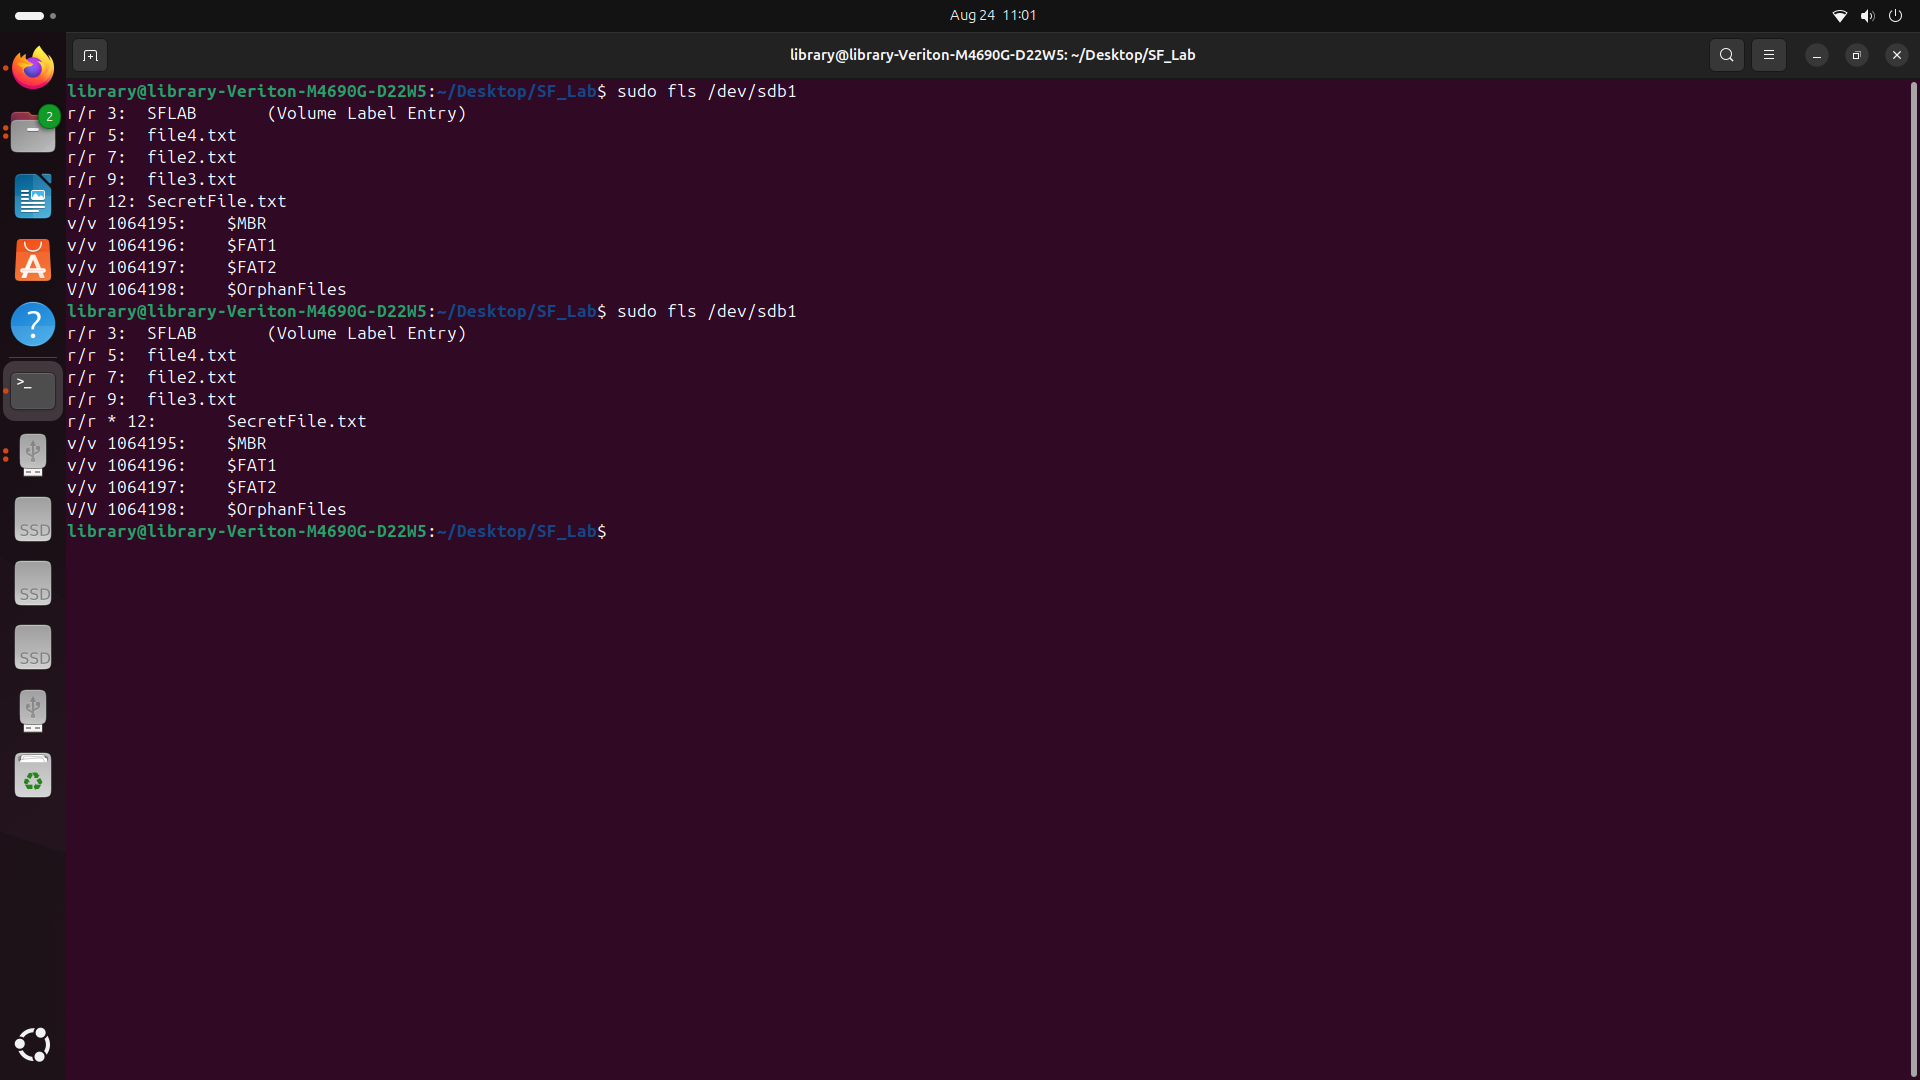 Aug 24 11:01
library@library-Veriton-M4690G-D22W5: ~/Desktop/SF_Lab
library@library-Veriton-M4690G-D22W5:~/Desktop/SF_Lab$ sudo fls /dev/sdb1
r/r 3:  SFLAB       (Volume Label Entry)
r/r 5:  file4.txt
r/r 7:  file2.txt
r/r 9:  file3.txt
r/r 12: SecretFile.txt
v/v 1064195:    $MBR
v/v 1064196:    $FAT1
v/v 1064197:    $FAT2
V/V 1064198:    $OrphanFiles
library@library-Veriton-M4690G-D22W5:~/Desktop/SF_Lab$ sudo fls /dev/sdb1
r/r 3:  SFLAB       (Volume Label Entry)
r/r 5:  file4.txt
r/r 7:  file2.txt
r/r 9:  file3.txt
r/r * 12:       SecretFile.txt
v/v 1064195:    $MBR
v/v 1064196:    $FAT1
v/v 1064197:    $FAT2
V/V 1064198:    $OrphanFiles
library@library-Veriton-M4690G-D22W5:~/Desktop/SF_Lab$
2
?
>_
SSD
SSD
SSD